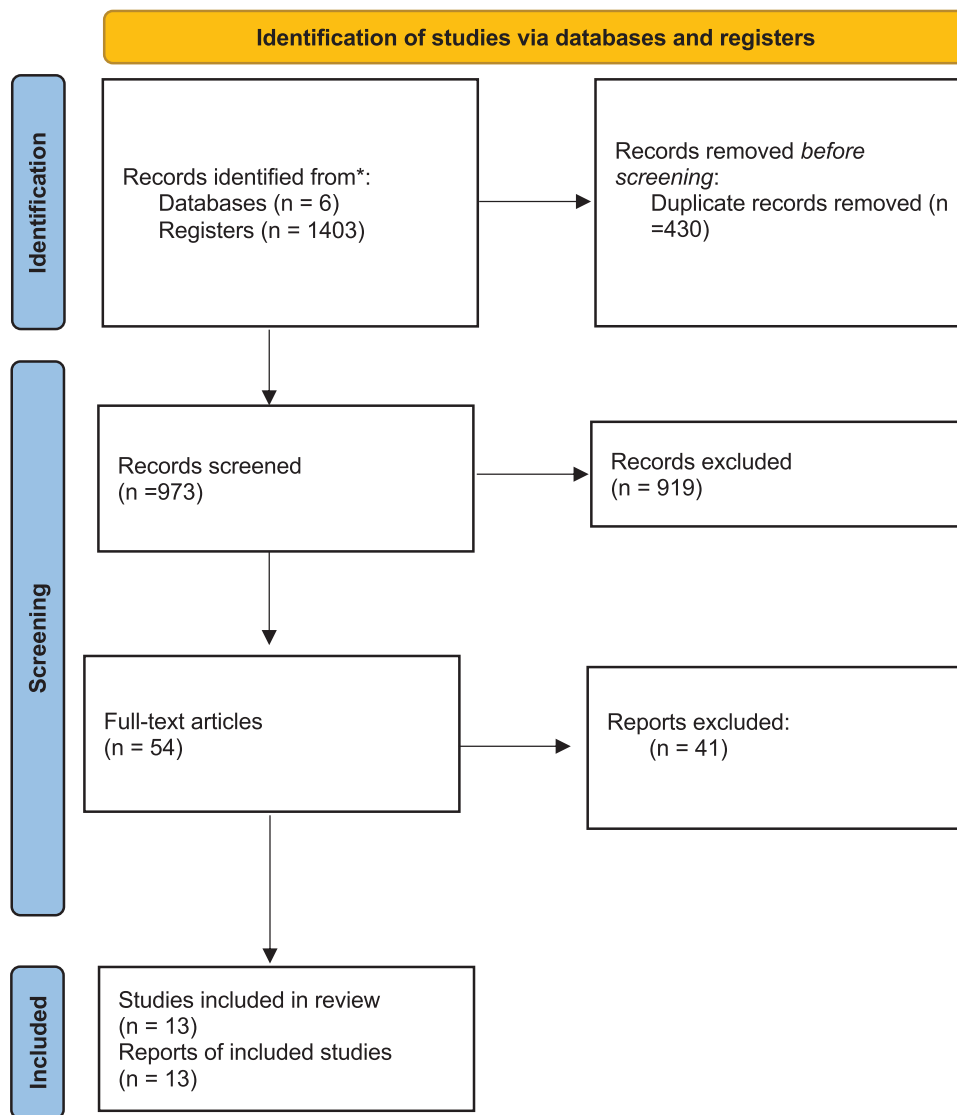 Identification of studies via databases and registers
Identification
Records identified from*:
Databases (n = 6)
Registers (n = 1403)
Records removed before
screening:
Duplicate records removed (n
=430)
Screening
Records screened
(n =973)
Records excluded
(n = 919)
Full-text articles
(n = 54)
Reports excluded:
(n = 41)
Included
Studies included in review
(n = 13)
Reports of included studies
(n = 13)